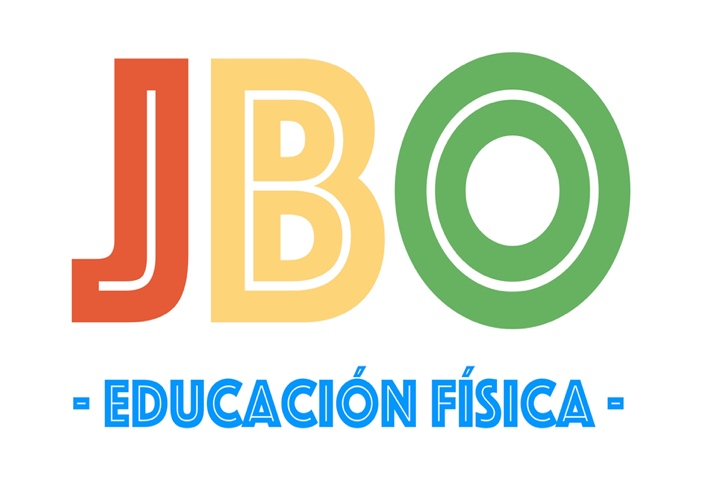 JBO
- EDUCACIÓN FÍSICA -